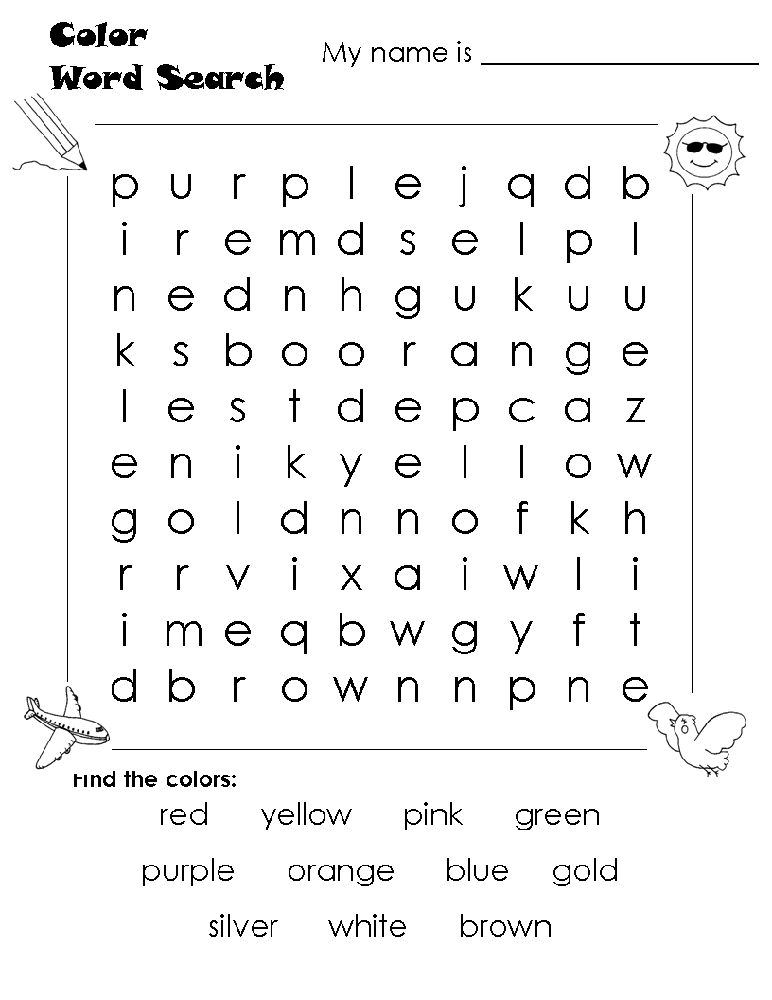 Color
Word Search
My name is
p u r p l e j q d b
i r e m d s e l p l
n e d n h g u k u u
k s b o o r a n g e
l e s t d e p c a z
e n i k y e l l o w
g o l d n n o f k h
r r v i x a i w l i
i m e q b w g y f t
d b r o w n n p n e
Find the colors:
red yellow pink green
purple orange blue gold
silver white brown